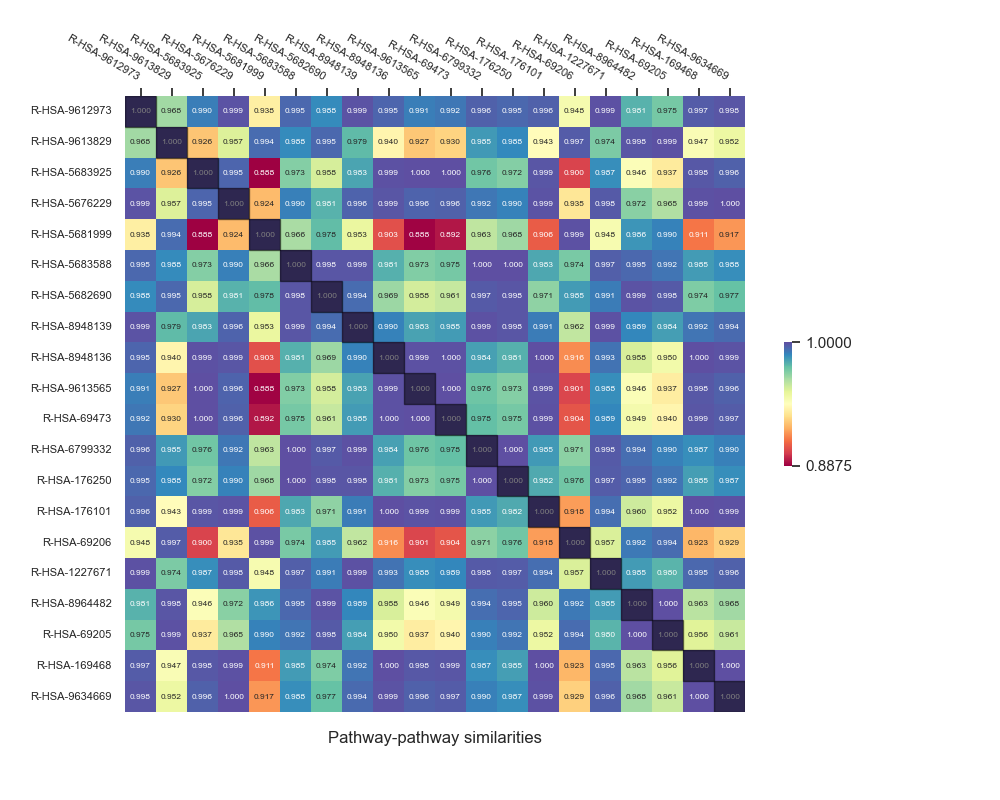 R-HSA-9612973 R-HSA-9613829 R-HSA-5683925 R-HSA-5676229 R-HSA-5681999 R-HSA-5683588 R-HSA-5682690 R-HSA-8948139 R-HSA-8948136 R-HSA-9613565 R-HSA-69473 R-HSA-6799332 R-HSA-176250 R-HSA-176101 R-HSA-69206 R-HSA-1227671 R-HSA-8964482 R-HSA-69205 R-HSA-169468 R-HSA-9634669
R-HSA-9612973 1.000 0.968 0.990 0.999 0.938 0.995 0.988 0.999 0.995 0.991 0.992 0.996 0.995 0.996 0.948 0.999 0.981 0.975 0.997 0.998
R-HSA-9613829 0.968 1.000 0.926 0.957 0.994 0.988 0.995 0.979 0.940 0.927 0.930 0.985 0.988 0.943 0.997 0.974 0.998 0.999 0.947 0.952
R-HSA-5683925 0.990 0.926 1.000 0.995 0.888 0.973 0.958 0.983 0.999 1.000 1.000 0.976 0.972 0.999 0.900 0.987 0.946 0.937 0.998 0.996
R-HSA-5676229 0.999 0.957 0.995 1.000 0.924 0.990 0.981 0.996 0.999 0.996 0.996 0.992 0.990 0.999 0.935 0.998 0.972 0.965 0.999 1.000
R-HSA-5681999 0.938 0.994 0.888 0.924 1.000 0.966 0.978 0.953 0.903 0.888 0.892 0.963 0.968 0.906 0.999 0.948 0.986 0.990 0.911 0.917
R-HSA-5683588 0.995 0.988 0.973 0.990 0.966 1.000 0.998 0.999 0.981 0.973 0.975 1.000 1.000 0.983 0.974 0.997 0.995 0.992 0.985 0.988
R-HSA-5682690 0.988 0.995 0.958 0.981 0.978 0.998 1.000 0.994 0.969 0.958 0.961 0.997 0.998 0.971 0.985 0.991 0.999 0.998 0.974 0.977
R-HSA-8948139 0.999 0.979 0.983 0.996 0.953 0.999 0.994 1.000 0.990 0.983 0.985 0.999 0.998 0.991 0.962 0.999 0.989 0.984 0.992 0.994
R-HSA-8948136 0.995 0.940 0.999 0.999 0.903 0.981 0.969 0.990 1.000 0.999 1.000 0.984 0.981 1.000 0.916 0.993 0.958 0.950 1.000 0.999
R-HSA-9613565 0.991 0.927 1.000 0.996 0.888 0.973 0.958 0.983 0.999 1.000 1.000 0.976 0.973 0.999 0.901 0.988 0.946 0.937 0.998 0.996
R-HSA-69473 0.992 0.930 1.000 0.996 0.892 0.975 0.961 0.985 1.000 1.000 1.000 0.978 0.975 0.999 0.904 0.989 0.949 0.940 0.999 0.997
R-HSA-6799332 0.996 0.985 0.976 0.992 0.963 1.000 0.997 0.999 0.984 0.976 0.978 1.000 1.000 0.985 0.971 0.998 0.994 0.990 0.987 0.990
R-HSA-176250 0.995 0.988 0.972 0.990 0.968 1.000 0.998 0.998 0.981 0.973 0.975 1.000 1.000 0.982 0.976 0.997 0.995 0.992 0.985 0.987
R-HSA-176101 0.996 0.943 0.999 0.999 0.906 0.983 0.971 0.991 1.000 0.999 0.999 0.985 0.982 1.000 0.918 0.994 0.960 0.952 1.000 0.999
R-HSA-69206 0.948 0.997 0.900 0.935 0.999 0.974 0.985 0.962 0.916 0.901 0.904 0.971 0.976 0.918 1.000 0.957 0.992 0.994 0.923 0.929
R-HSA-1227671 0.999 0.974 0.987 0.998 0.948 0.997 0.991 0.999 0.993 0.988 0.989 0.998 0.997 0.994 0.957 1.000 0.985 0.980 0.995 0.996
R-HSA-8964482 0.981 0.998 0.946 0.972 0.986 0.995 0.999 0.989 0.958 0.946 0.949 0.994 0.995 0.960 0.992 0.985 1.000 1.000 0.963 0.968
R-HSA-69205 0.975 0.999 0.937 0.965 0.990 0.992 0.998 0.984 0.950 0.937 0.940 0.990 0.992 0.952 0.994 0.980 1.000 1.000 0.956 0.961
R-HSA-169468 0.997 0.947 0.998 0.999 0.911 0.985 0.974 0.992 1.000 0.998 0.999 0.987 0.985 1.000 0.923 0.995 0.963 0.956 1.000 1.000
R-HSA-9634669 0.998 0.952 0.996 1.000 0.917 0.988 0.977 0.994 0.999 0.996 0.997 0.990 0.987 0.999 0.929 0.996 0.968 0.961 1.000 1.000
1.0000
0.8875
Pathway-pathway similarities